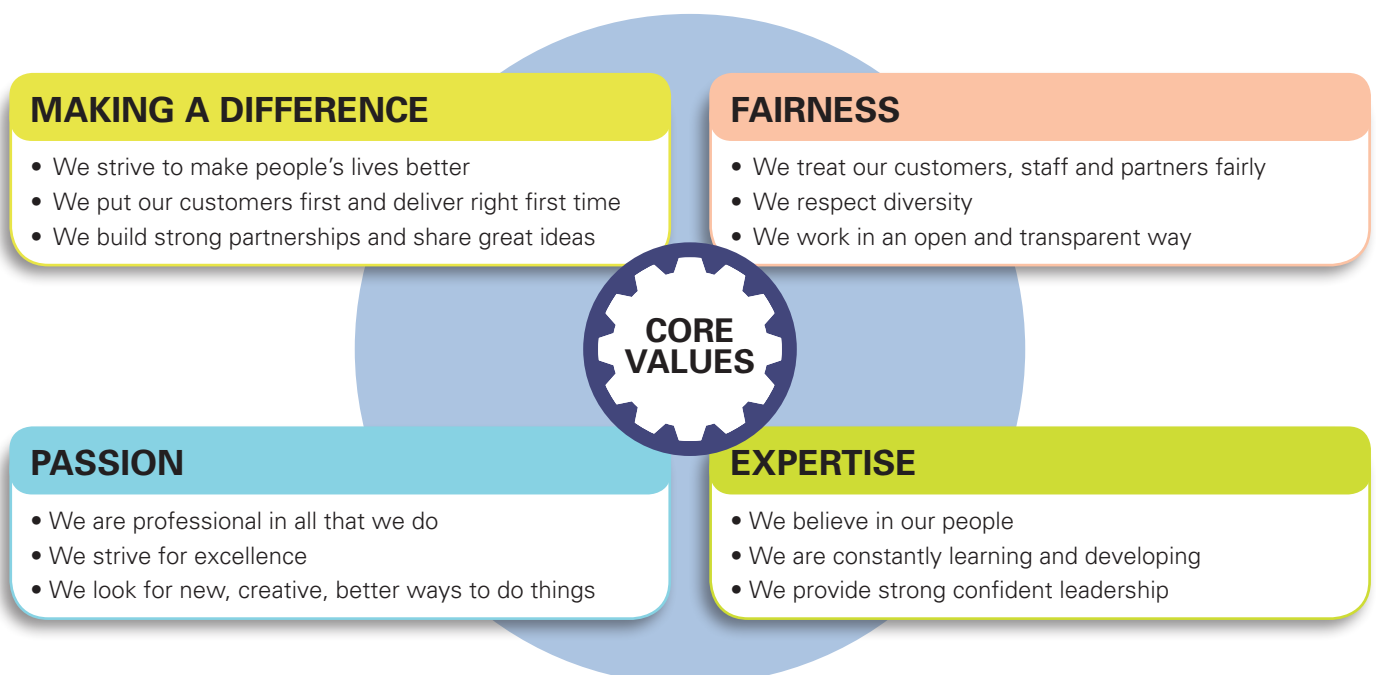 MAKING A DIFFERENCE
• We strive to make people’s lives better
• We put our customers first and deliver right first time
• We build strong partnerships and share great ideas
FAIRNESS
• We treat our customers, staff and partners fairly
• We respect diversity
• We work in an open and transparent way
CORE
VALUES
PASSION
• We are professional in all that we do
• We strive for excellence
• We look for new, creative, better ways to do things
EXPERTISE
• We believe in our people
• We are constantly learning and developing
• We provide strong confident leadership